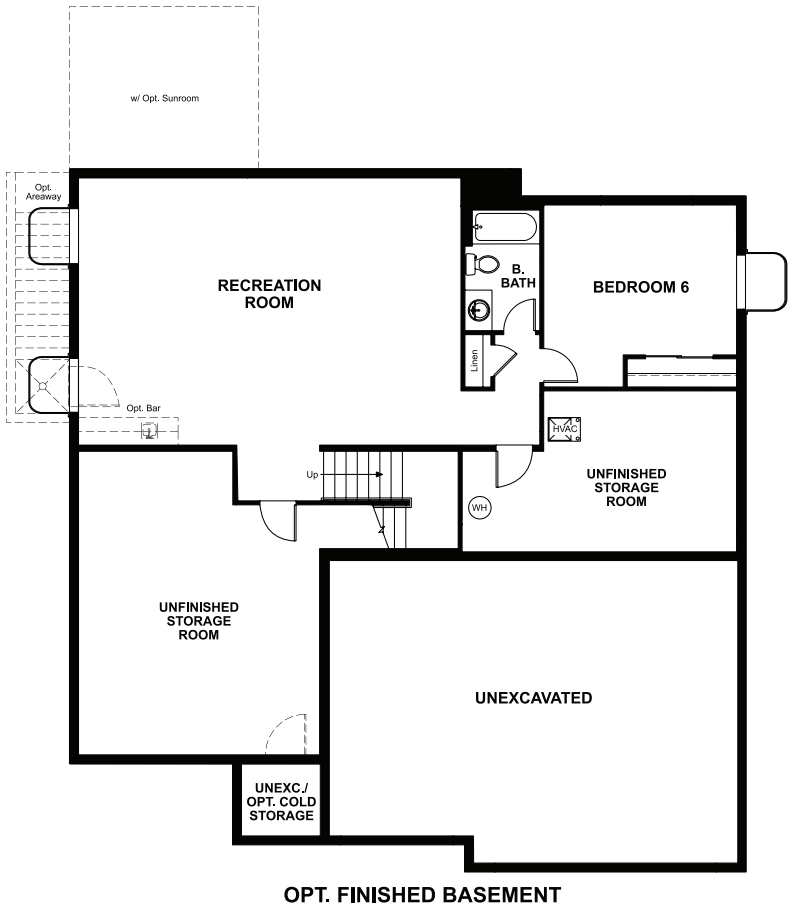 w/ Opt. Sunroom
Opt.
Areaway
RECREATION
ROOM
B.
BATH
BEDROOM 6
Linen
Opt. Bar
HVAC
Up
UNFINISHED
STORAGE
ROOM
WH
UNFINISHED
STORAGE
ROOM
UNEXCAVATED
UNEXC./
OPT. COLD
STORAGE
OPT. FINISHED BASEMENT